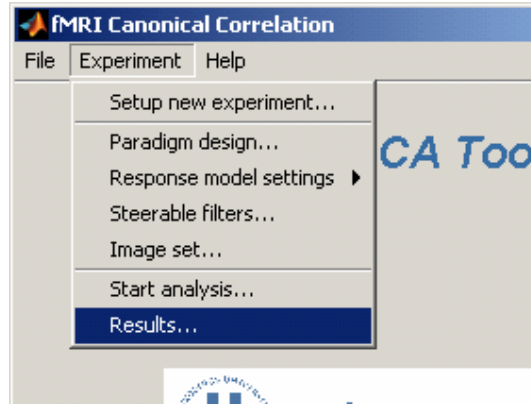 fMRI Canonical Correlation
File Experiment Help
Setup new experiment...
Paradigm design...
CA Too
Response model settings
Steerable filters...
Image set...
Start analysis...
Results...